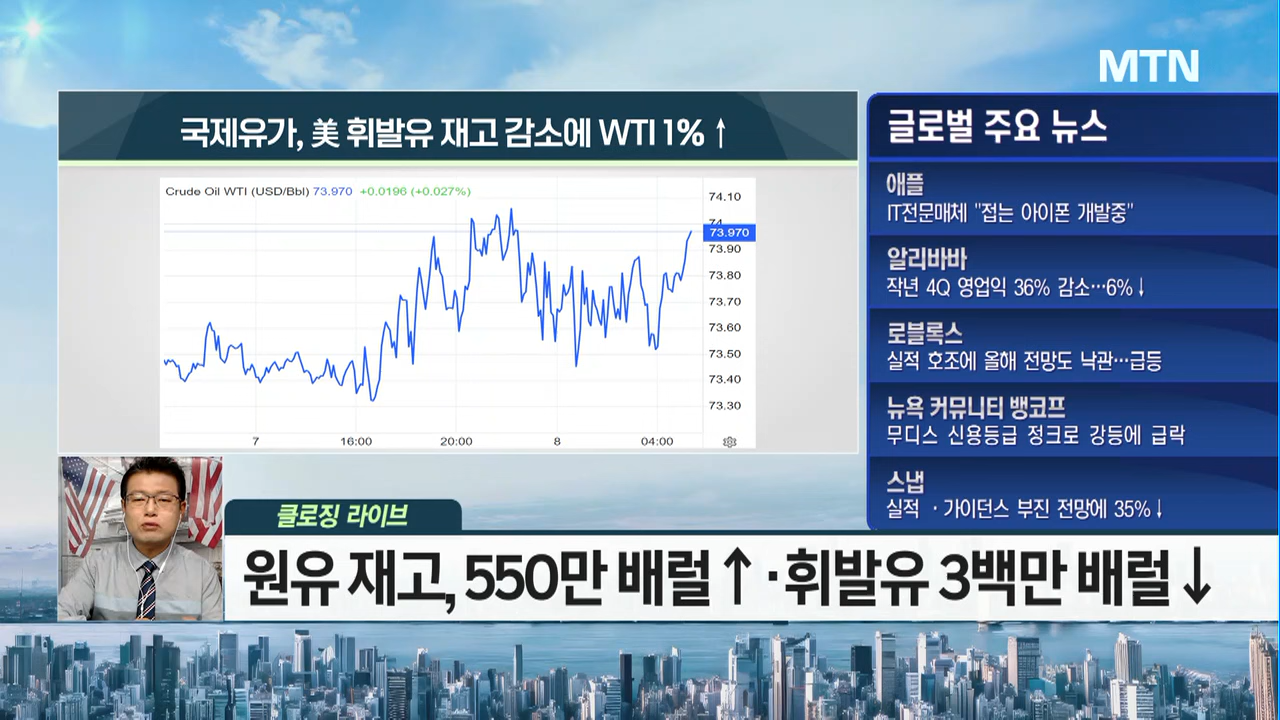 MTN
국제유가, 美 휘발유 재고 감소에 WTI 1% ↑
Crude Oil WTI (USD/Bbl) 73.970 +0.0196 (+0.027%)
74.10
74
73.970
73.90
73.80
73.70
73.60
73.50
73.40
73.30
7 16:00 20:00 8 04:00
글로벌 주요 뉴스
애플
IT전문매체 "접는 아이폰 개발중"
알리바바
작년 4Q 영업익 36% 감소…6%↓
로블록스
실적 호조에 올해 전망도 낙관…급등
뉴욕 커뮤니티 뱅코프
무디스 신용등급 정크로 강등에 급락
스냅
실적 · 가이던스 부진 전망에 35%↓
클로징 라이브
원유 재고, 550만 배럴↑·휘발유 3백만 배럴↓